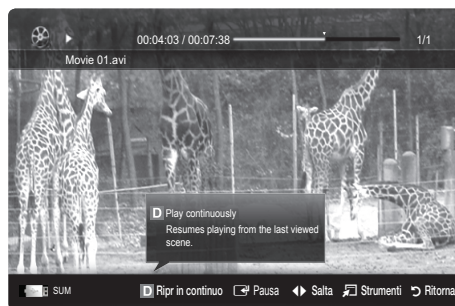 00:04:03 / 00:07:38 1/1
Movie 01.avi
D Play continuously
Resumes playing from the last viewed
scene.
SUM D Ripr in continuo Pausa Salta Strumenti Ritorna